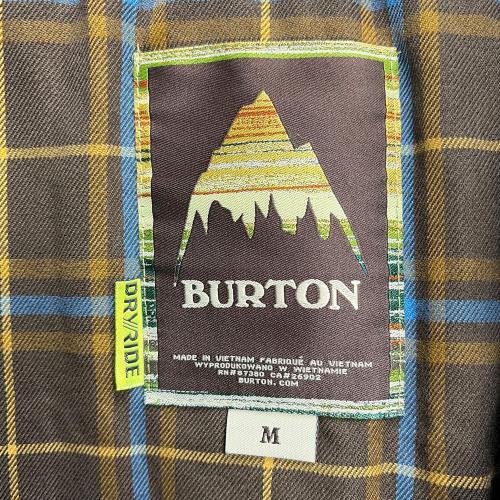 BURTON
MADE IN VIETNAM FABRIQUÉ AU VIETNAM
WYPRODUKOWANO W WIETNAMIE
RN#87380 CA#26902
BURTON.COM
DRY//RIDE
M